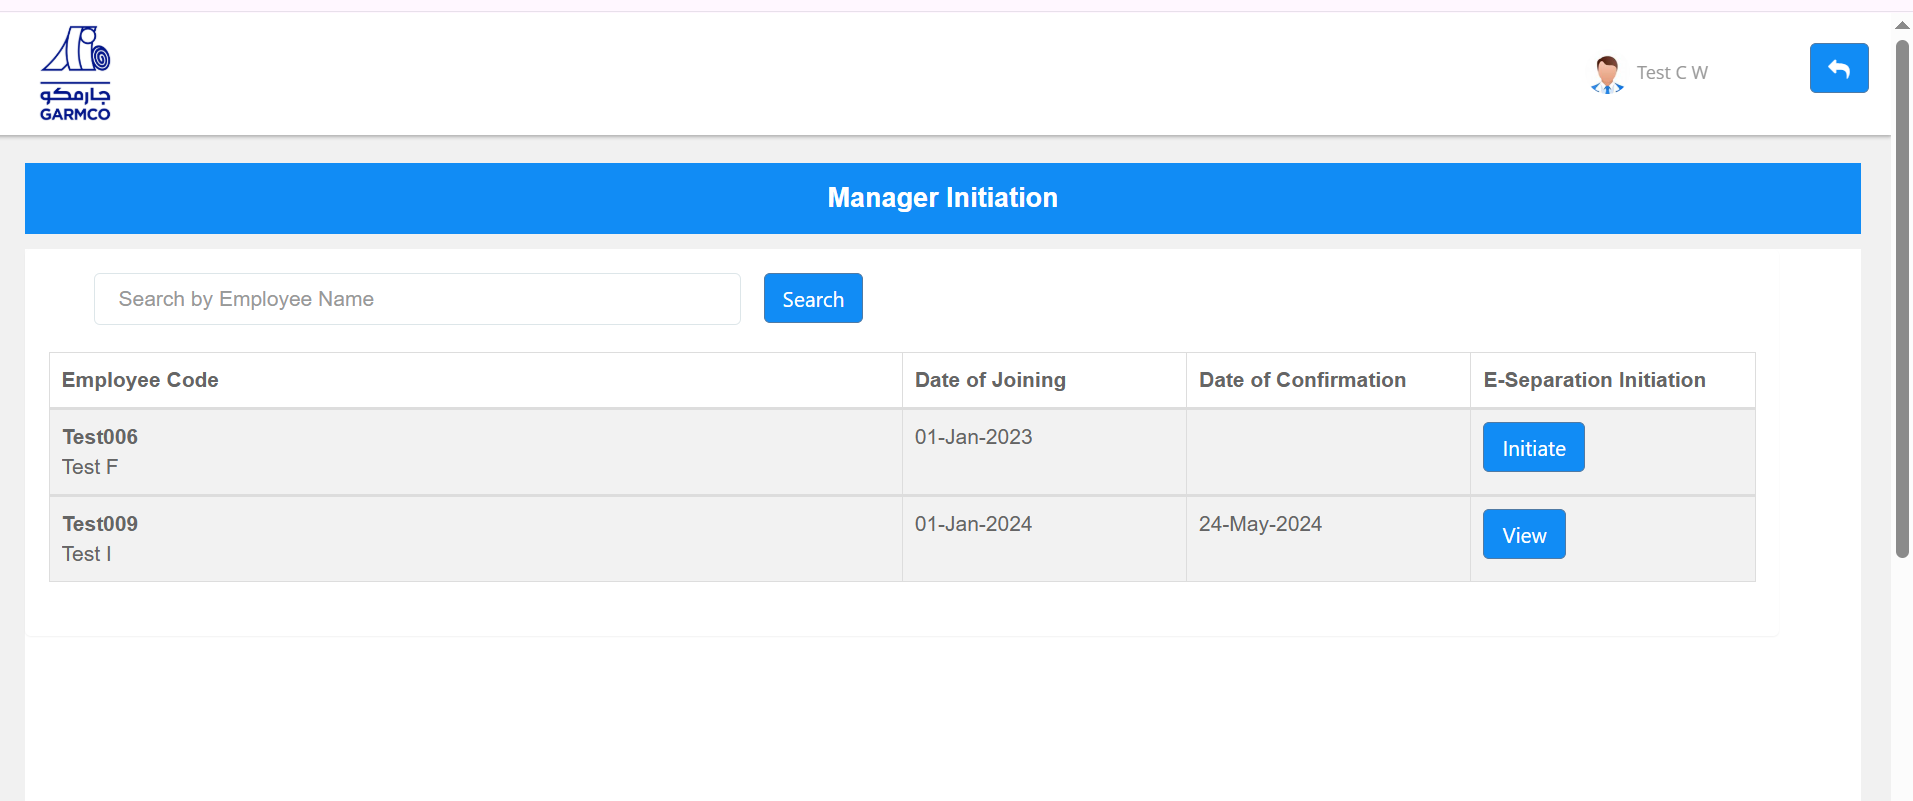 جارمكو
GARMCO
Test C W
Manager Initiation
Search by Employee Name
Search
Employee Code Date of Joining Date of Confirmation E-Separation Initiation
Test006 01-Jan-2023 Initiate
Test F
Test009 01-Jan-2024 24-May-2024 View
Test I